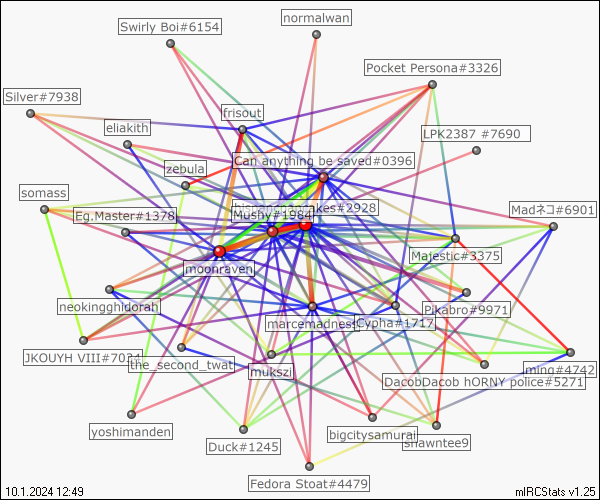 normalwan
Swirly Boi#6154
Pocket Persona#3326
Silver#7938
frisout
eliakith
LPK2387 #7690
Can anything be saved#0396
zebula
somass
Eg.Master#1378
Mushy#1984
akes#2928
Madネコ#6901
Majestic#3375
moonraven
neokingghidorah
Pikabro#9971
marcemadness
Cypha#1717
JKOUYH VIII#7034
the_second_twat
mukszi
ming#4742
DacobDacob hORNY police#5271
yoshimanden
Duck#1245
bigcitysamurai
shawntee9
Fedora Stoat#4479
10.1.2024 12:49
mIRCStats v1.25